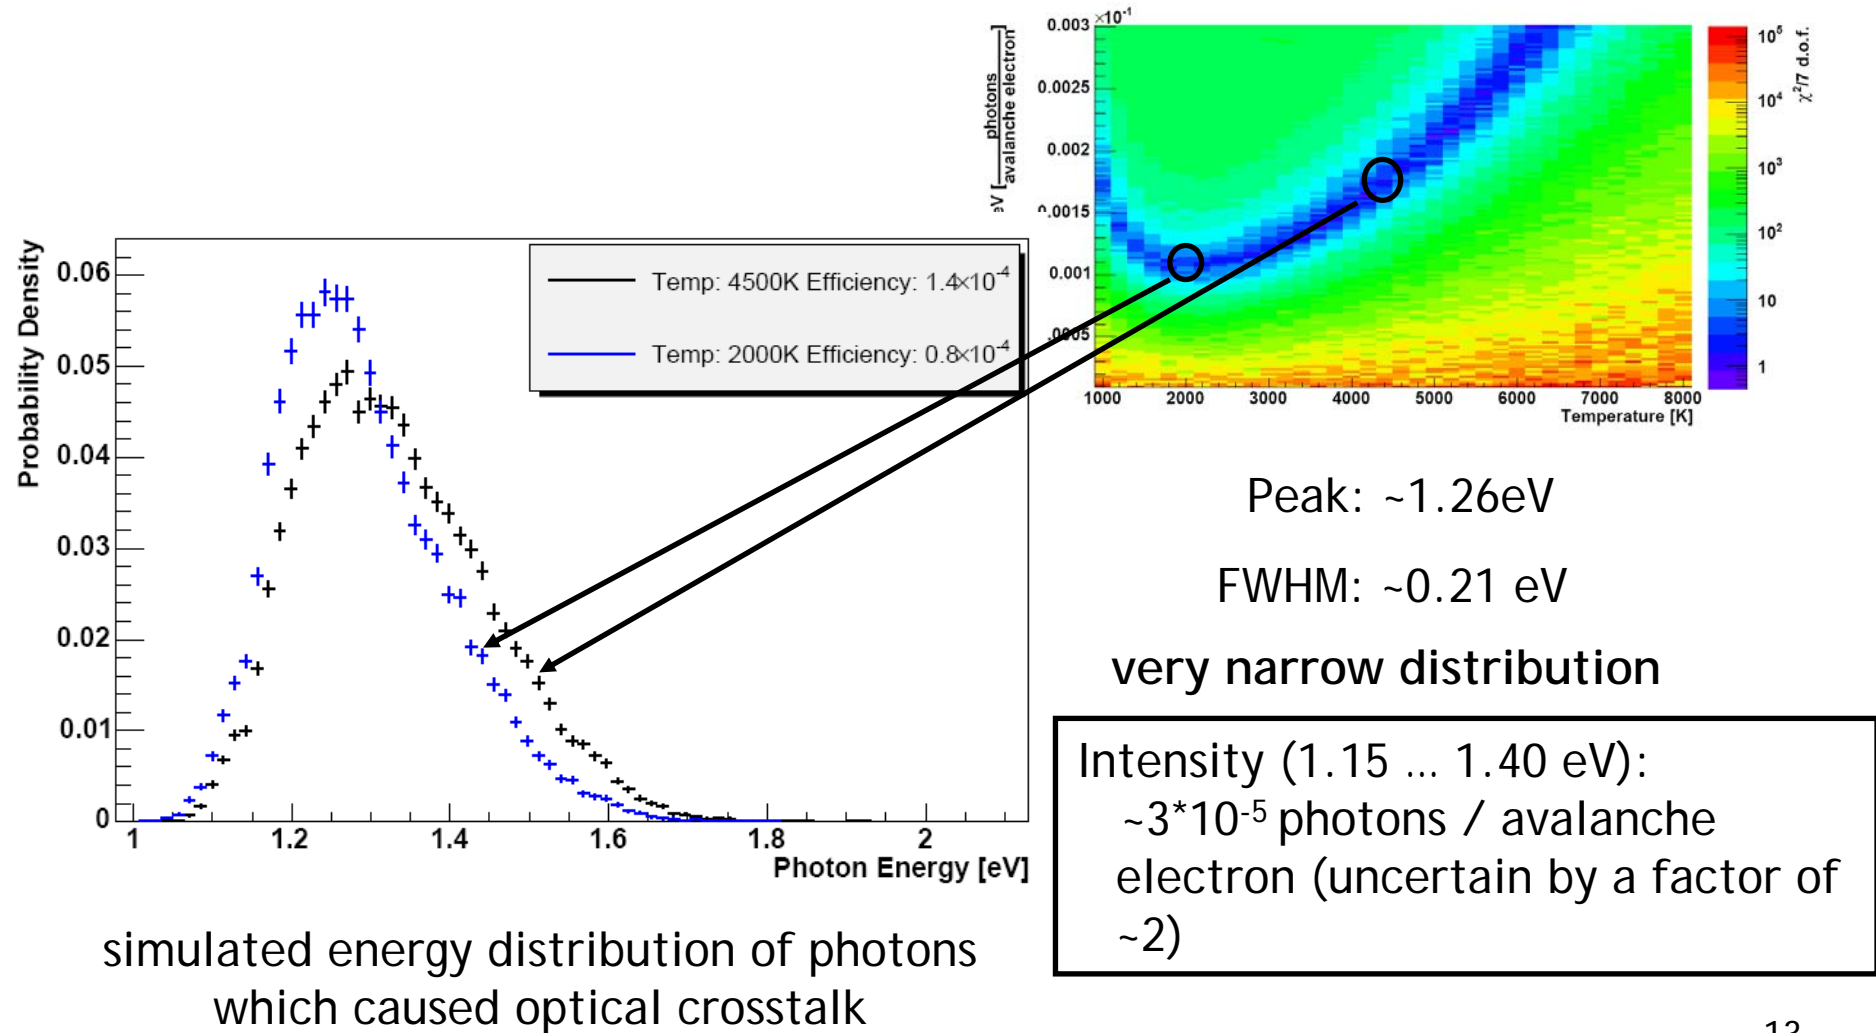 0.003 ×10⁻¹
0.0025
0.002
0.0015
0.001
1000 2000 3000 4000 5000 6000 7000 8000
Temperature [K]
photons
avalanche electron
eV [ ]
10⁵
10⁴
10³
10²
10
1
χ²/7 d.o.f.
Probability Density
0.06
0.05
0.04
0.03
0.02
0.01
0
1 1.2 1.4 1.6 1.8 2
Photon Energy [eV]
Temp: 4500K Efficiency: 1.4×10⁻⁴
Temp: 2000K Efficiency: 0.8×10⁻⁴
simulated energy distribution of photons
which caused optical crosstalk
Peak: ~1.26eV
FWHM: ~0.21 eV
very narrow distribution
Intensity (1.15 ... 1.40 eV):
~3*10⁻⁵ photons / avalanche
electron (uncertain by a factor of
~2)